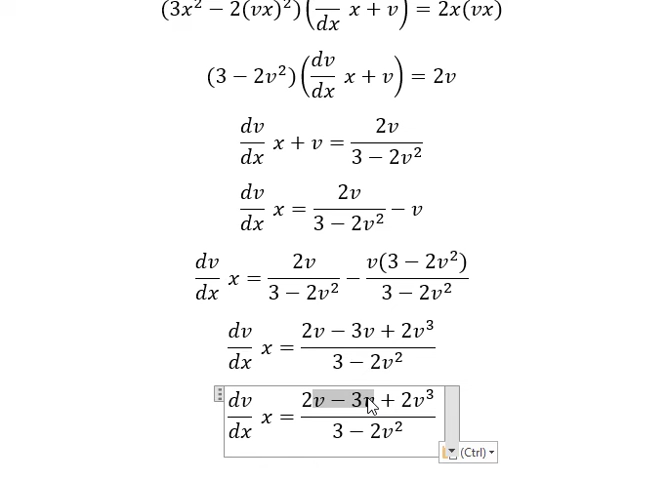 (3x² − 2(vx)²)( dx x + v) = 2x(vx)
(3 − 2v²)(dv/dx x + v) = 2v
dv/dx x + v = 2v/(3 − 2v²)
dv/dx x = 2v/(3 − 2v²) − v
dv/dx x = 2v/(3 − 2v²) − v(3 − 2v²)/(3 − 2v²)
dv/dx x = (2v − 3v + 2v³)/(3 − 2v²)
dv/dx x = (2v − 3v + 2v³)/(3 − 2v²)
(Ctrl)